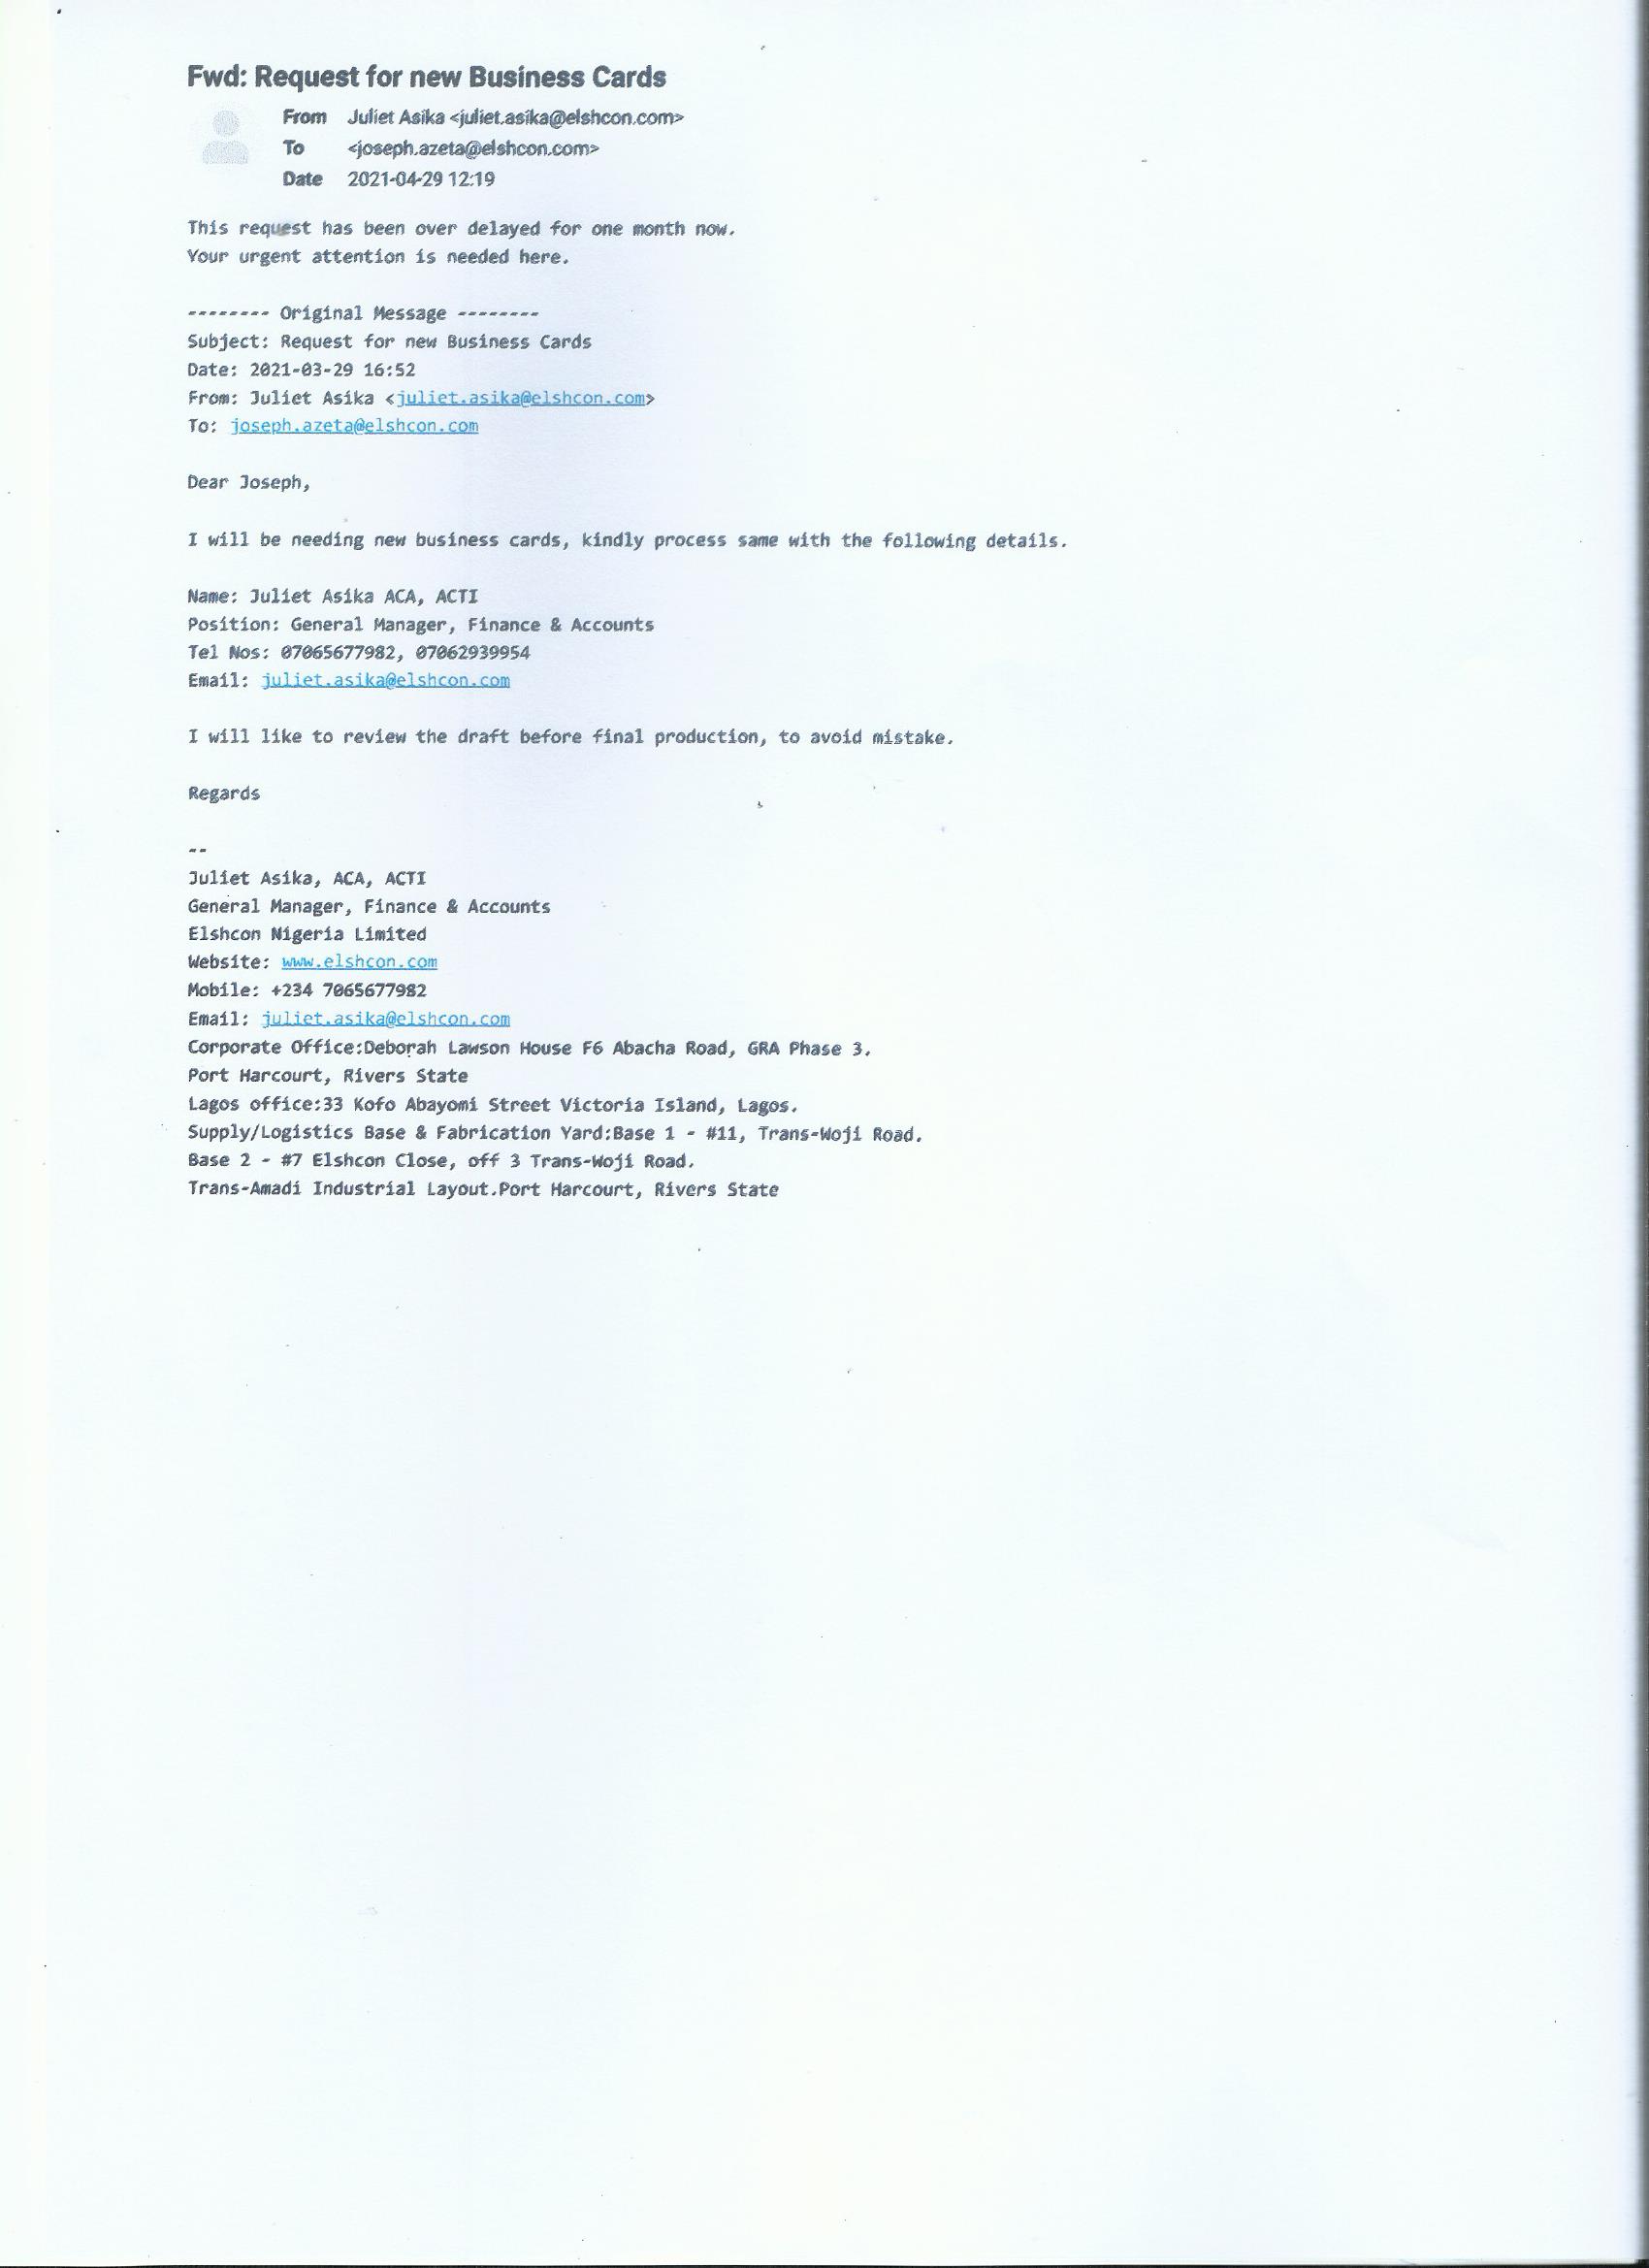 Fwd: Request for new Business Cards
From Juliet Asika <juliet.asika@elshcon.com>
To <joseph.azeta@elshcon.com>
Date 2021-04-29 12:19
This request has been over delayed for one month now.
Your urgent attention is needed here.
-------- Original Message --------
Subject: Request for new Business Cards
Date: 2021-03-29 16:52
From: Juliet Asika <juliet.asika@elshcon.com>
To: joseph.azeta@elshcon.com
Dear Joseph,
I will be needing new business cards, kindly process same with the following details.
Name: Juliet Asika ACA, ACTI
Position: General Manager, Finance & Accounts
Tel Nos: 07065677982, 07062939954
Email: juliet.asika@elshcon.com
I will like to review the draft before final production, to avoid mistake.
Regards
--
Juliet Asika, ACA, ACTI
General Manager, Finance & Accounts
Elshcon Nigeria Limited
Website: www.elshcon.com
Mobile: +234 7065677982
Email: juliet.asika@elshcon.com
Corporate Office:Deborah Lawson House F6 Abacha Road, GRA Phase 3.
Port Harcourt, Rivers State
Lagos office:33 Kofo Abayomi Street Victoria Island, Lagos.
Supply/Logistics Base & Fabrication Yard:Base 1 - #11, Trans-Woji Road.
Base 2 - #7 Elshcon Close, off 3 Trans-Woji Road.
Trans-Amadi Industrial Layout.Port Harcourt, Rivers State